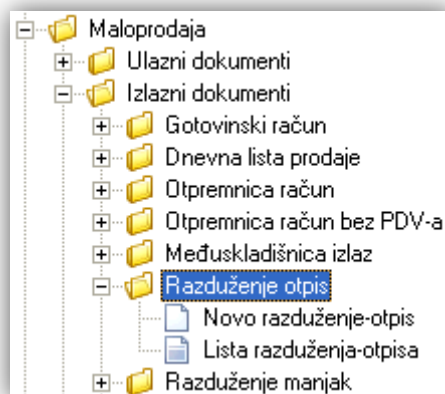 Maloprodaja
Ulazni dokumenti
Izlazni dokumenti
Gotovinski račun
Dnevna lista prodaje
Otpremnica račun
Otpremnica račun bez PDV-a
Međuskladišnica izlaz
Razduženje otpis
Novo razduženje-otpis
Lista razduženja-otpisa
Razduženje manjak